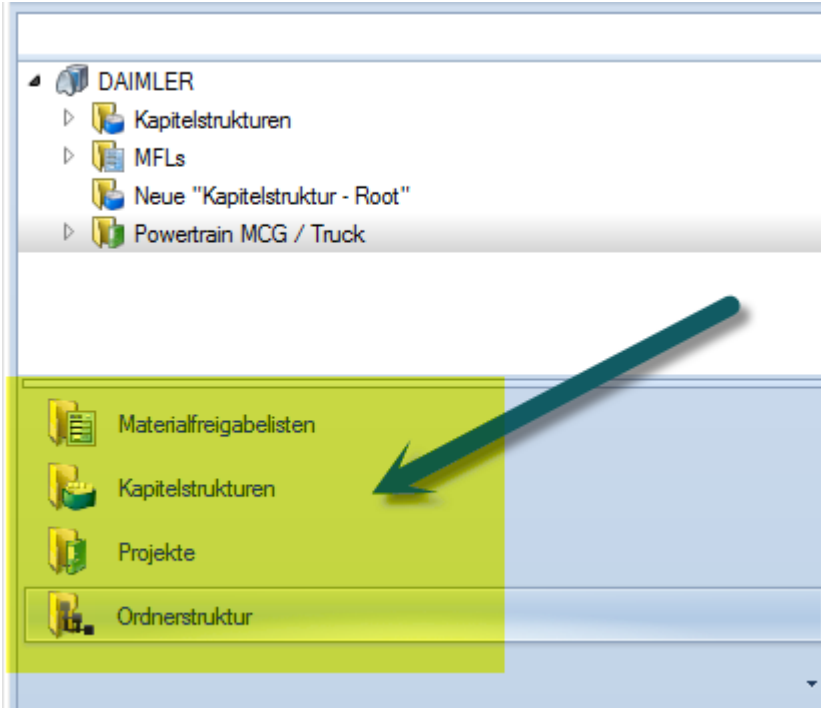 DAIMLER
Kapitelstrukturen
MFLs
Neue "Kapitelstruktur - Root"
Powertrain MCG / Truck
Materialfreigabelisten
Kapitelstrukturen
Projekte
Ordnerstruktur